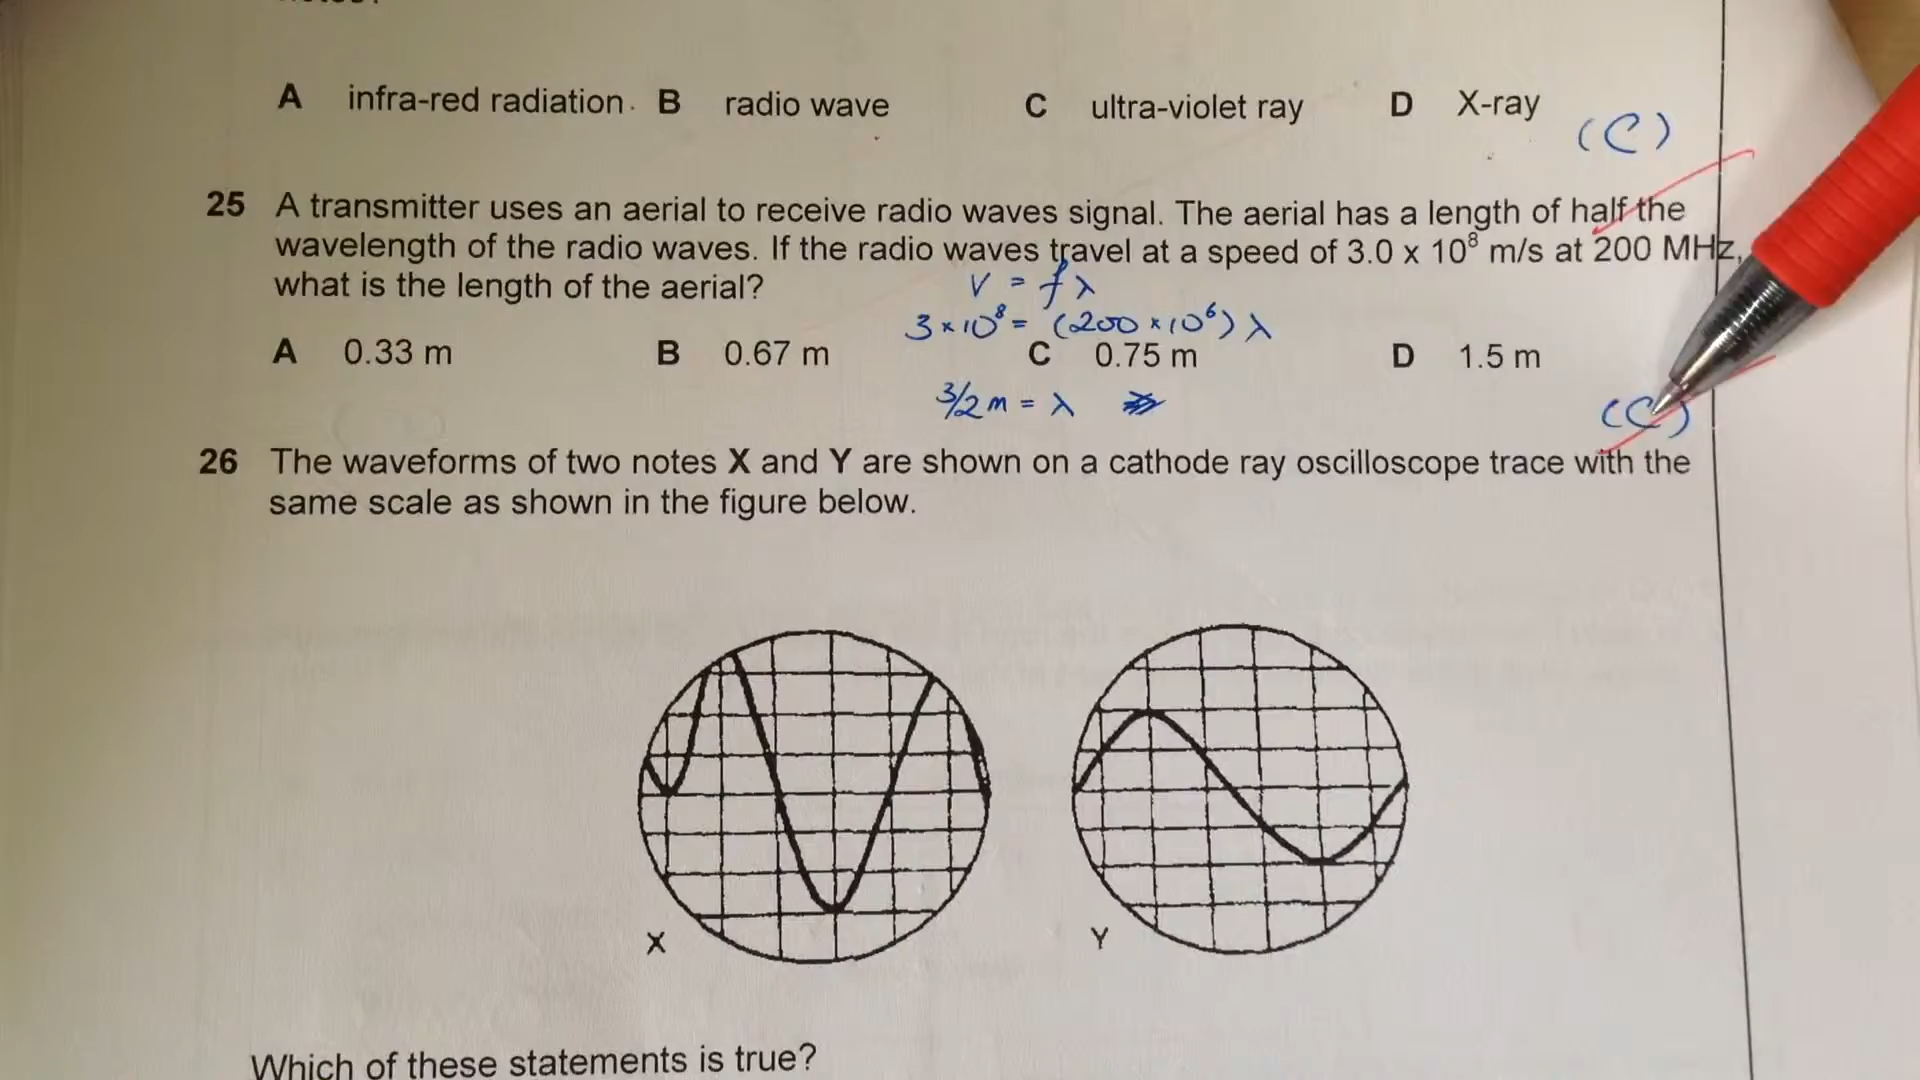 A infra-red radiation B radio wave C ultra-violet ray D X-ray
(C)
25 A transmitter uses an aerial to receive radio waves signal. The aerial has a length of half the
wavelength of the radio waves. If the radio waves travel at a speed of 3.0 x 10⁸ m/s at 200 MHz,
what is the length of the aerial?
v = fλ
3 × 10⁸ = (200 × 10⁶) λ
A 0.33 m B 0.67 m C 0.75 m D 1.5 m
3/2 m = λ
(C)
26 The waveforms of two notes X and Y are shown on a cathode ray oscilloscope trace with the
same scale as shown in the figure below.
X Y
Which of these statements is true?